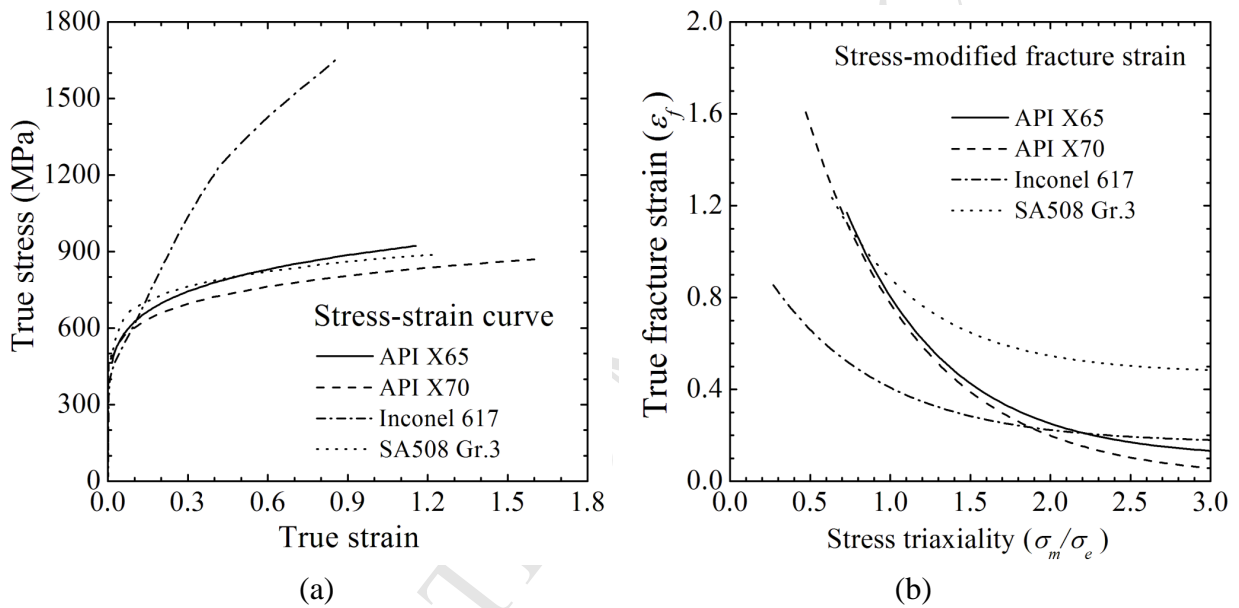 1800
1500
1200
900
600
300
0
True stress (MPa)
Stress-strain curve
API X65
API X70
Inconel 617
SA508 Gr.3
0.0 0.3 0.6 0.9 1.2 1.5 1.8
True strain
(a)
2.0
1.6
1.2
0.8
0.4
0.0
True fracture strain (ε_f)
Stress-modified fracture strain
API X65
API X70
Inconel 617
SA508 Gr.3
0.0 0.5 1.0 1.5 2.0 2.5 3.0
Stress triaxiality (σ_m/σ_e)
(b)